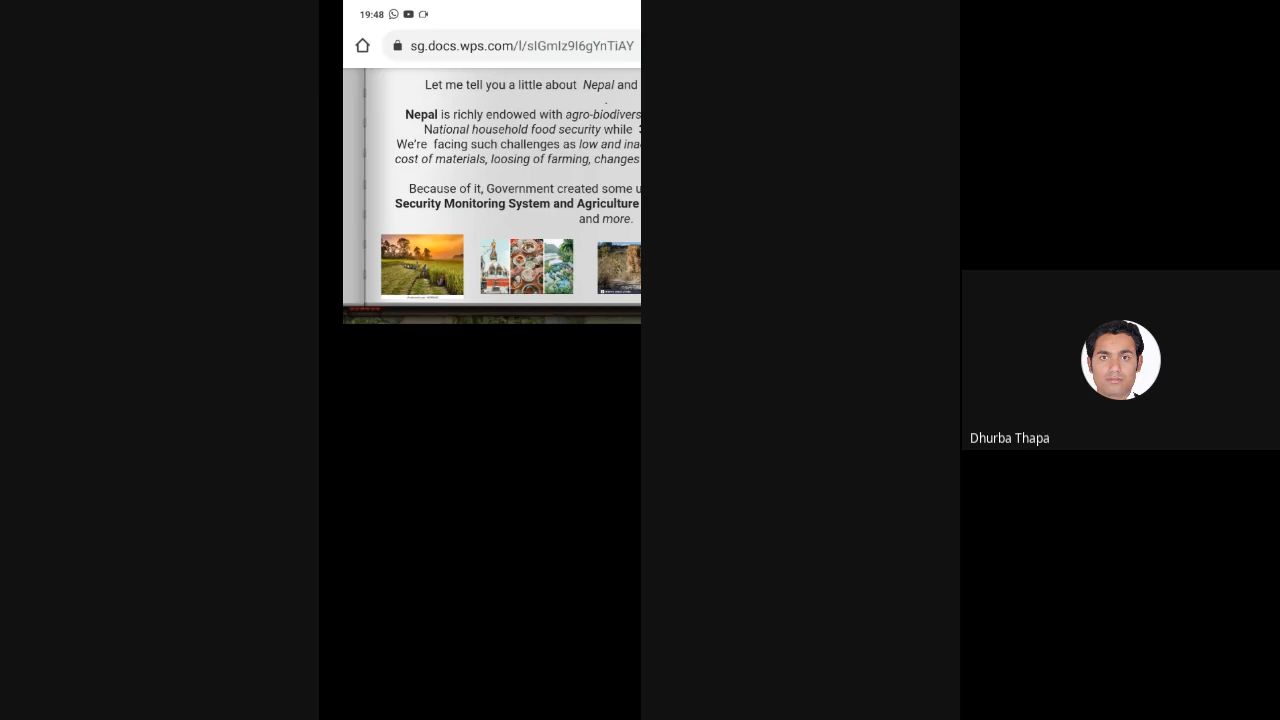 19:48
sg.docs.wps.com/l/sIGmIz9I6gYnTiAY
Let me tell you a little about Nepal and
.
Nepal is richly endowed with agro-biodivers
National household food security while
We're facing such challenges as low and ina
cost of materials, loosing of farming, changes
Because of it, Government created some u
Security Monitoring System and Agriculture
and more.
Dhurba Thapa